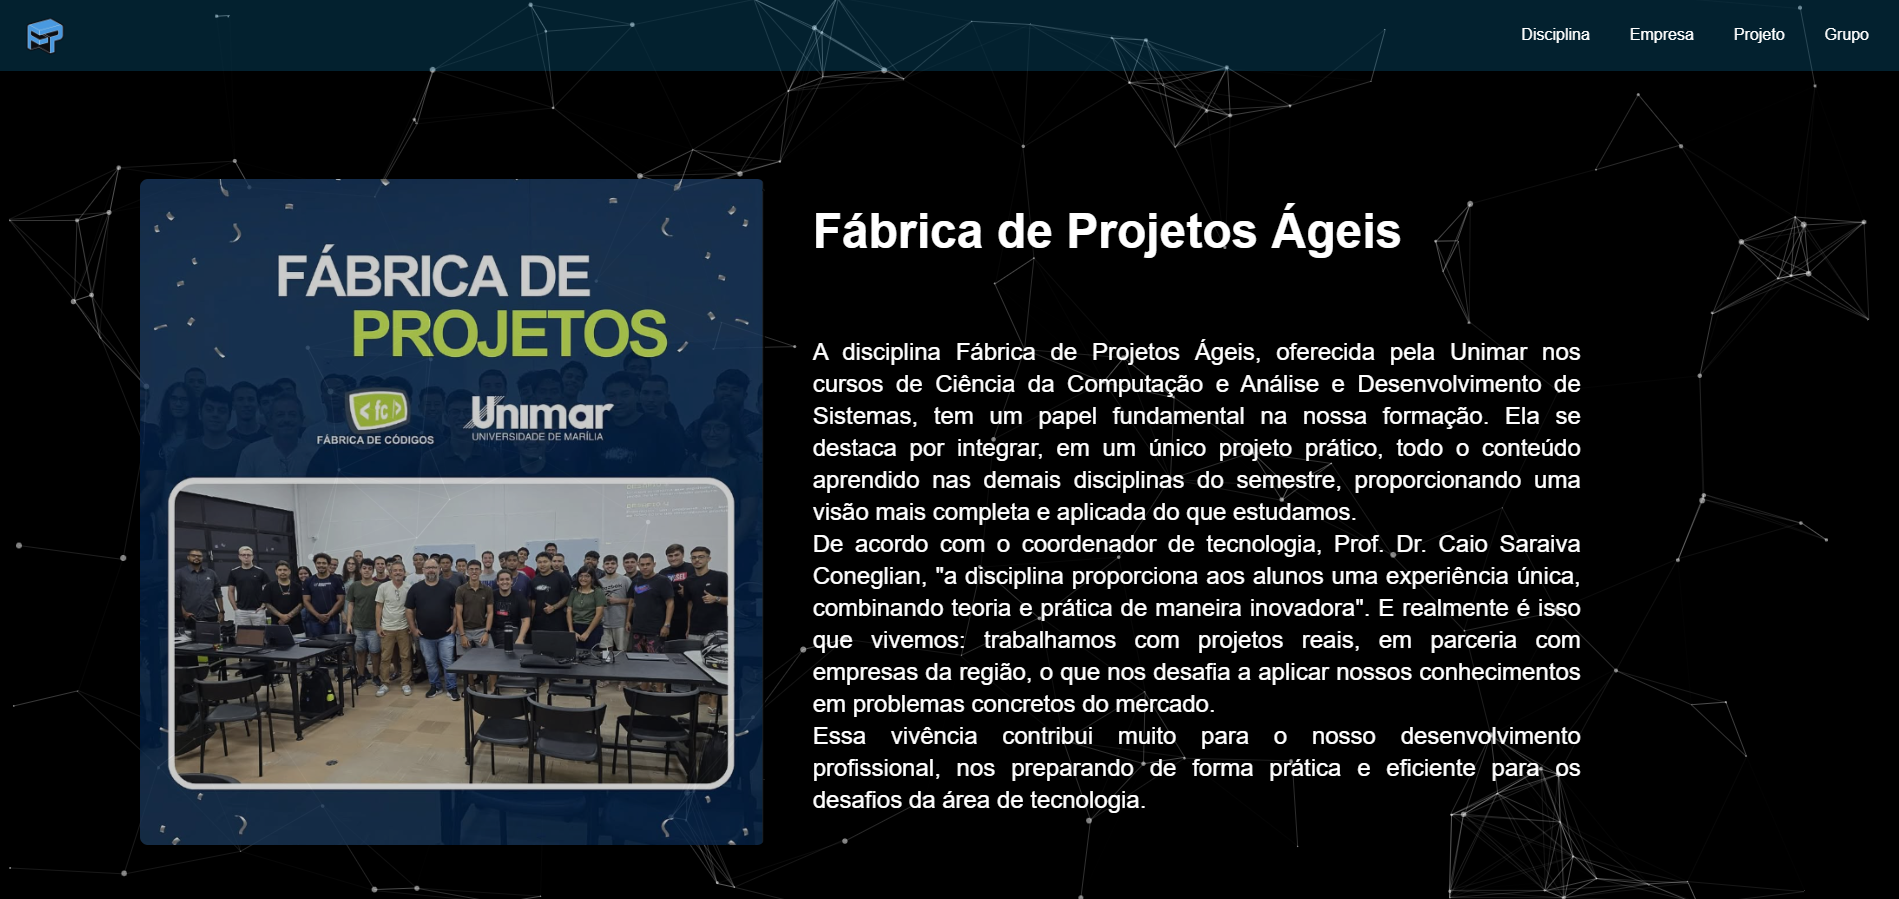 Disciplina Empresa Projeto Grupo
FÁBRICA DE
PROJETOS
<fc/>
FÁBRICA DE CÓDIGOS
Unimar
UNIVERSIDADE DE MARÍLIA
Fábrica de Projetos Ágeis
A disciplina Fábrica de Projetos Ágeis, oferecida pela Unimar nos
cursos de Ciência da Computação e Análise e Desenvolvimento de
Sistemas, tem um papel fundamental na nossa formação. Ela se
destaca por integrar, em um único projeto prático, todo o conteúdo
aprendido nas demais disciplinas do semestre, proporcionando uma
visão mais completa e aplicada do que estudamos.
De acordo com o coordenador de tecnologia, Prof. Dr. Caio Saraiva
Coneglian, "a disciplina proporciona aos alunos uma experiência única,
combinando teoria e prática de maneira inovadora". E realmente é isso
que vivemos: trabalhamos com projetos reais, em parceria com
empresas da região, o que nos desafia a aplicar nossos conhecimentos
em problemas concretos do mercado.
Essa vivência contribui muito para o nosso desenvolvimento
profissional, nos preparando de forma prática e eficiente para os
desafios da área de tecnologia.